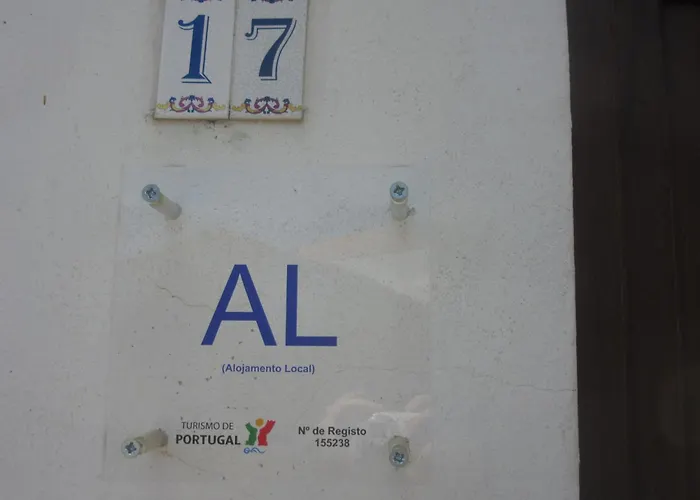 17
AL
(Alojamento Local)
TURISMO DE
PORTUGAL
Nº de Registo
155238